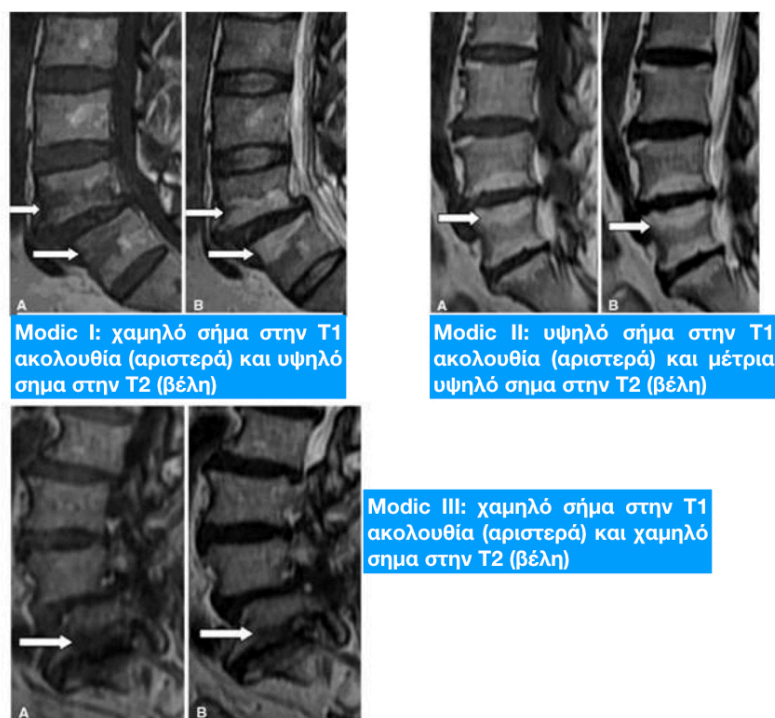 A
B
Modic I: χαμηλό σήμα στην Τ1
ακολουθία (αριστερά) και υψηλό
σημα στην Τ2 (βέλη)
A
B
Modic II: υψηλό σήμα στην Τ1
ακολουθία (αριστερά) και μέτρια
υψηλό σημα στην Τ2 (βέλη)
A
B
Modic III: χαμηλό σήμα στην Τ1
ακολουθία (αριστερά) και χαμηλό
σημα στην Τ2 (βέλη)